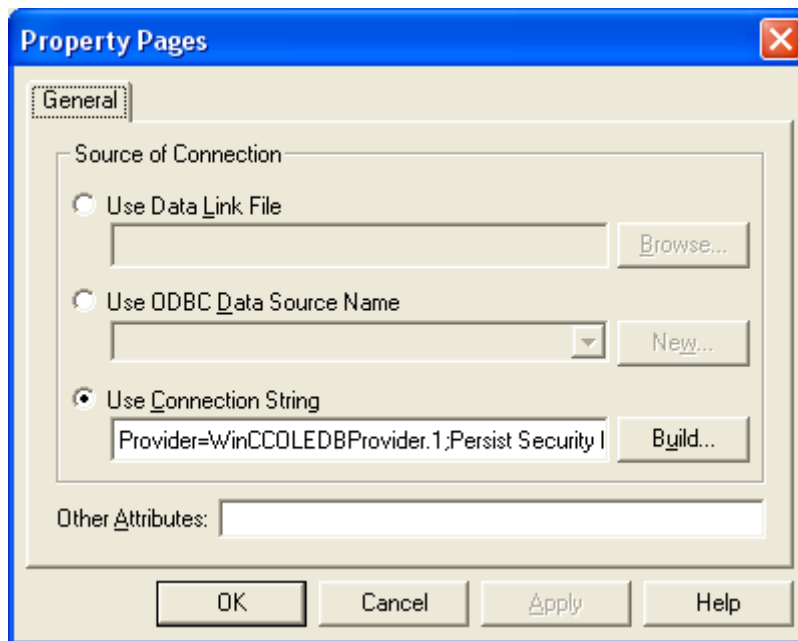 Property Pages
General
Source of Connection
Use Data Link File
Browse...
Use ODBC Data Source Name
New...
Use Connection String
Provider=WinCCOLEDBProvider.1;Persist Security I
Build...
Other Attributes:
OK Cancel Apply Help